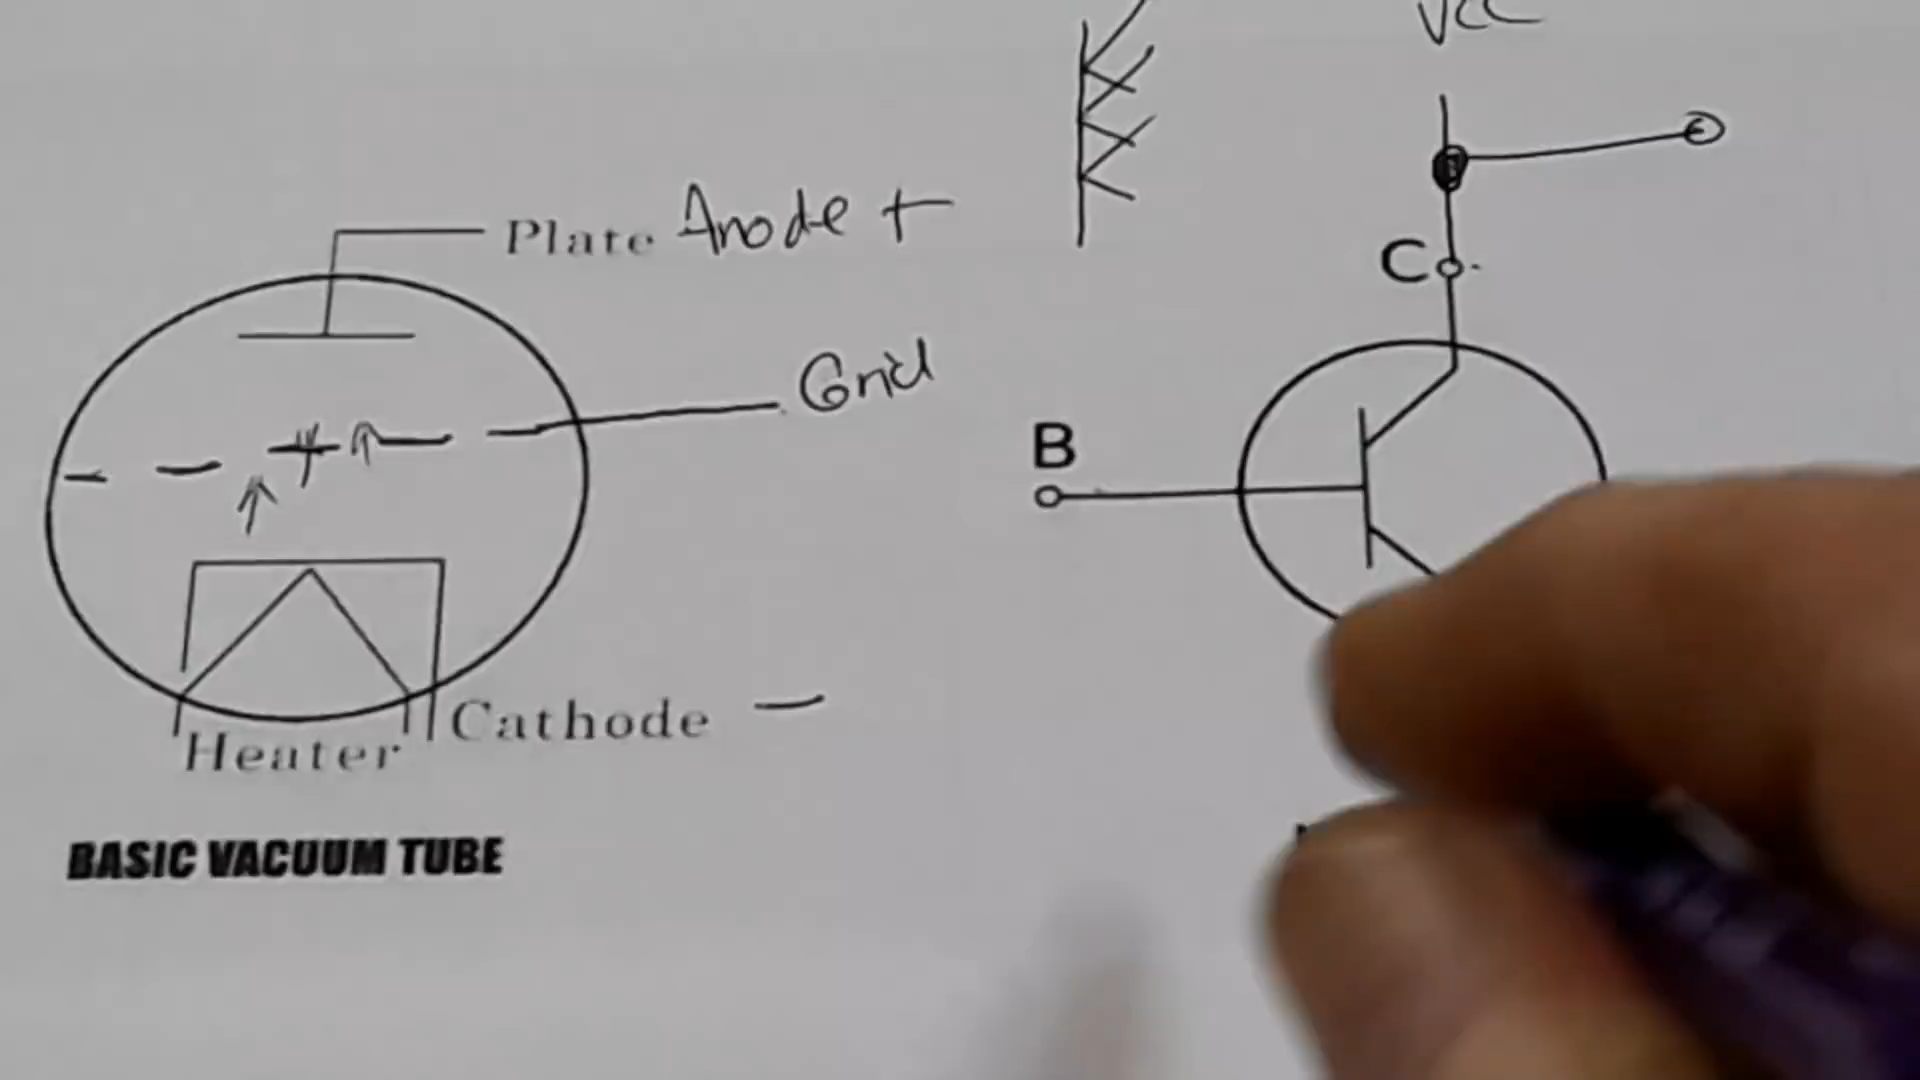 VCC
Plate Anode +
C
Grid
B
Cathode —
Heater
BASIC VACUUM TUBE